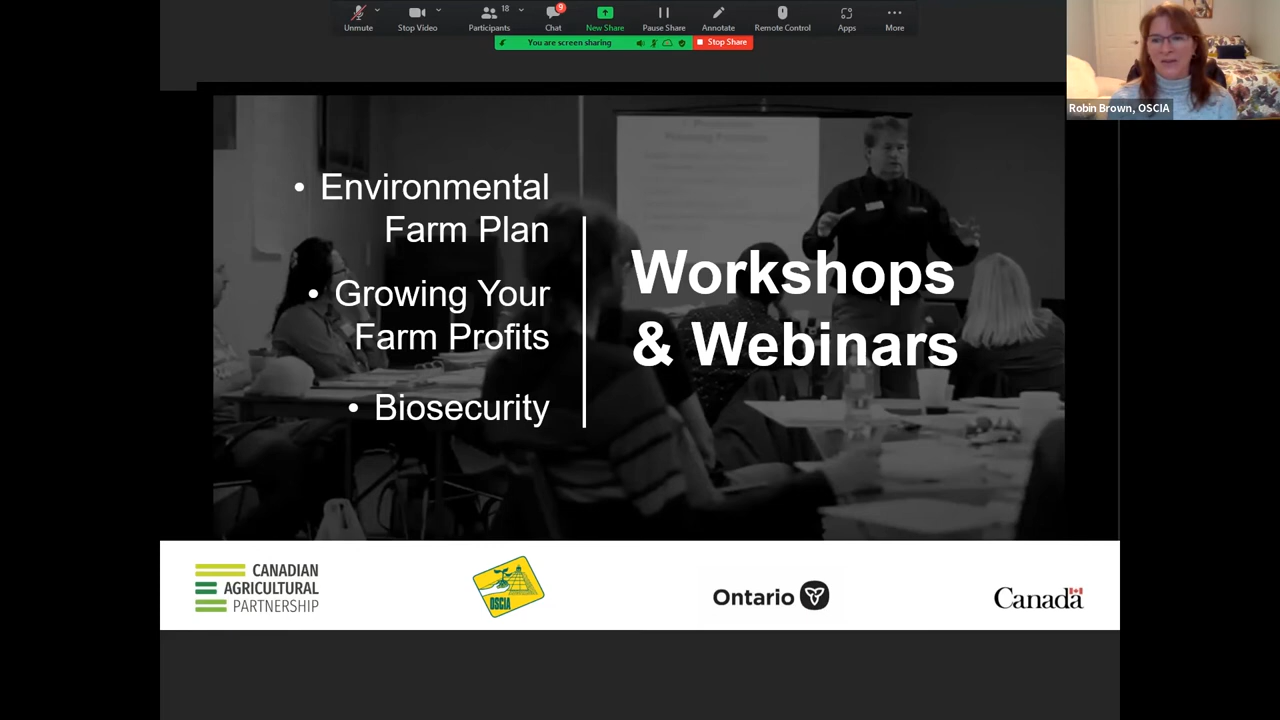 18
9
Unmute
Stop Video
Participants
Chat
New Share
Pause Share
Annotate
Remote Control
Apps
More
You are screen sharing
Stop Share
Robin Brown, OSCIA
• Environmental
Farm Plan
• Growing Your
Farm Profits
• Biosecurity
Workshops
& Webinars
CANADIAN
AGRICULTURAL
PARTNERSHIP
OSCIA
Ontario
Canada